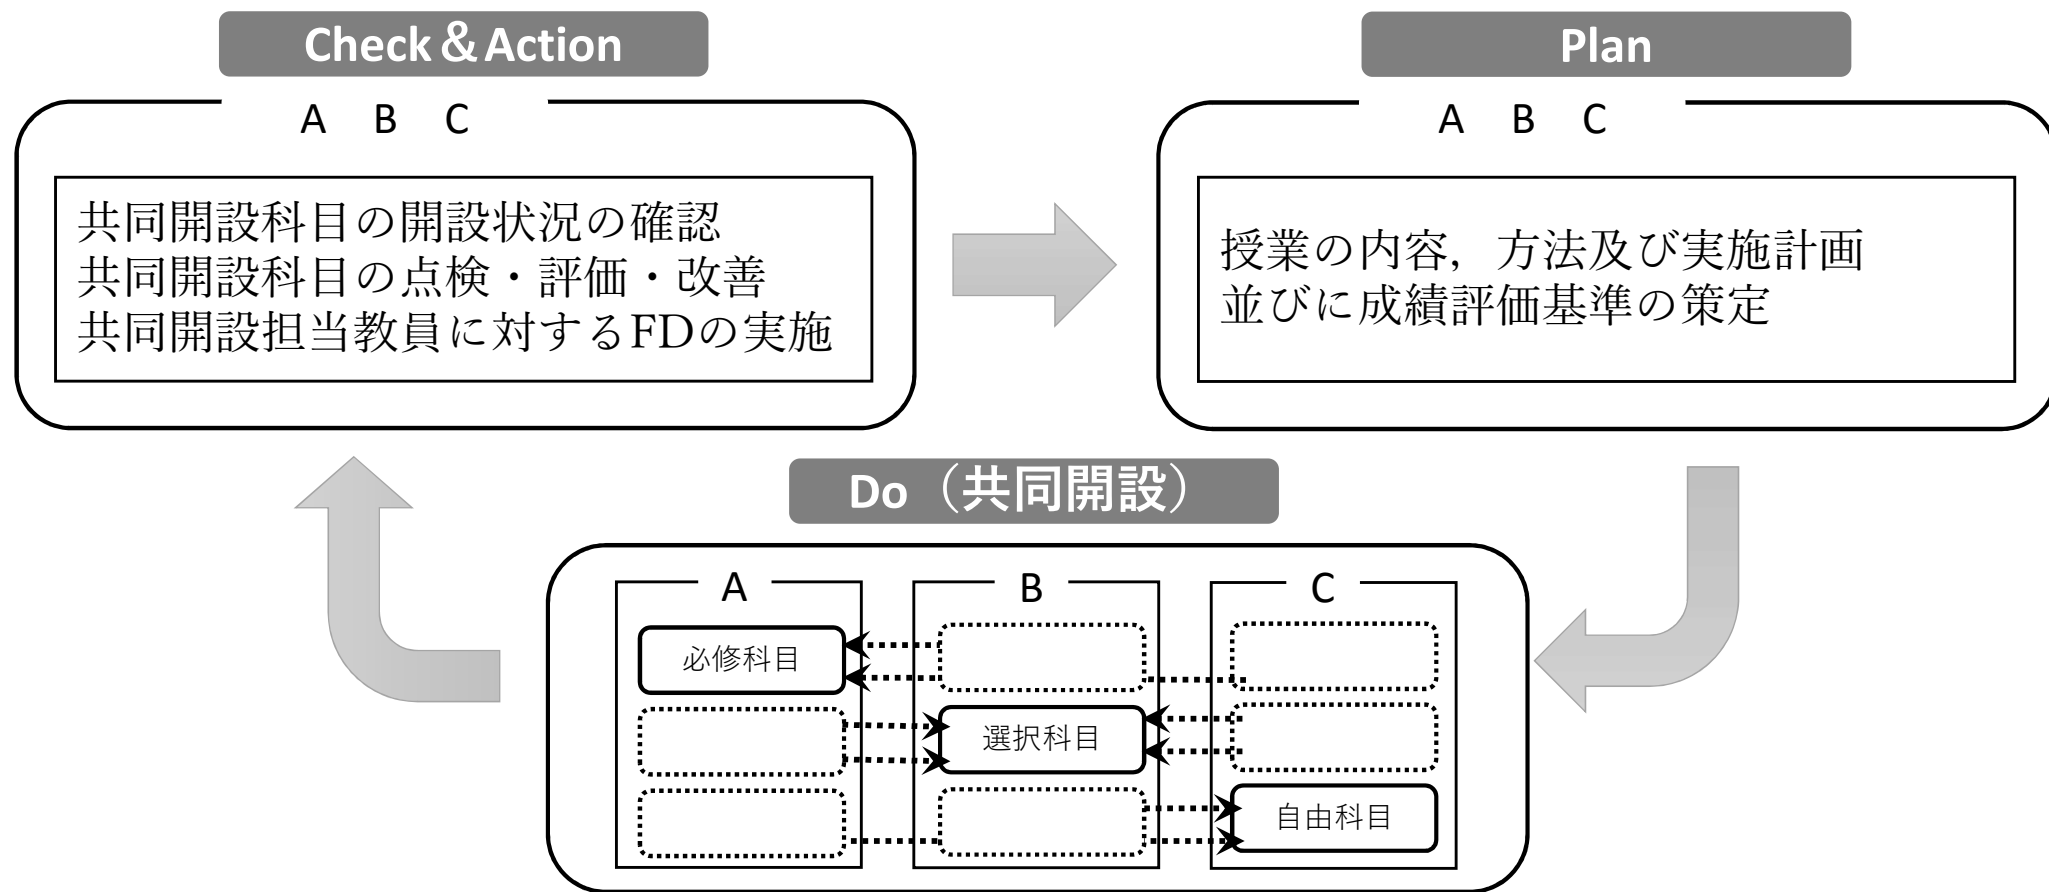 Check＆Action
A B C
共同開設科目の開設状況の確認
共同開設科目の点検・評価・改善
共同開設担当教員に対するFDの実施
Plan
A B C
授業の内容，方法及び実施計画
並びに成績評価基準の策定
Do（共同開設）
A
B
C
必修科目
選択科目
自由科目